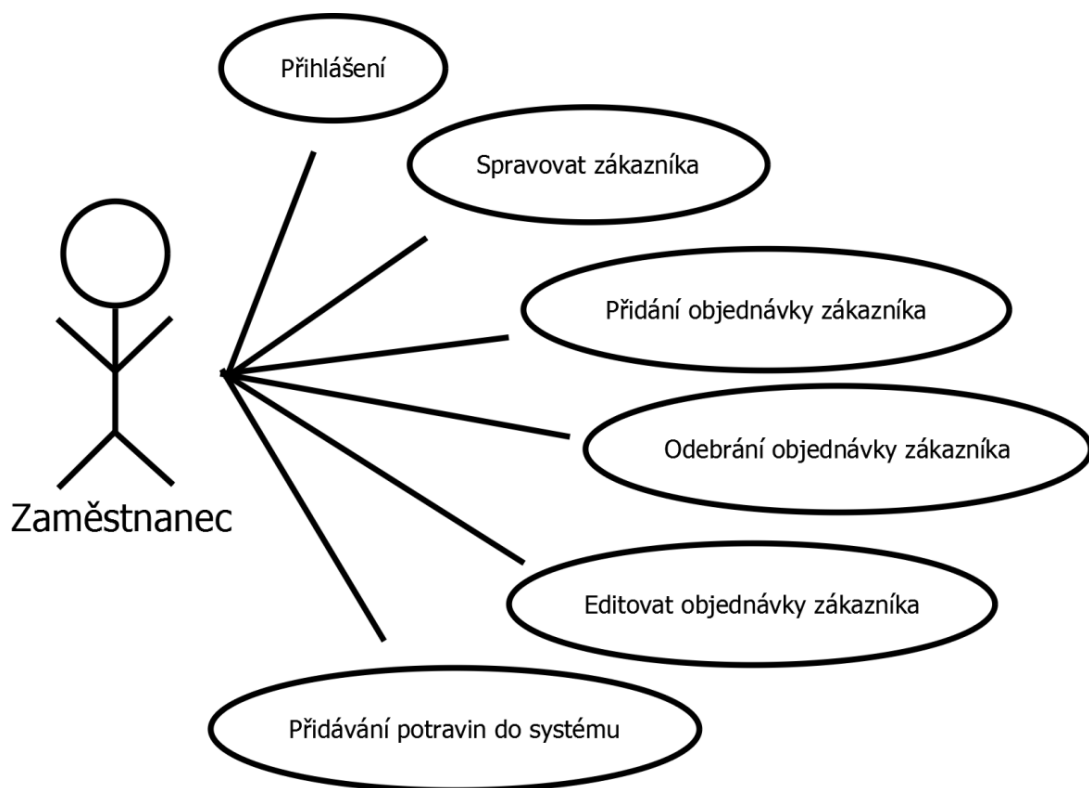 Přihlášení
Spravovat zákazníka
Přidání objednávky zákazníka
Odebrání objednávky zákazníka
Zaměstnanec
Editovat objednávky zákazníka
Přidávání potravin do systému